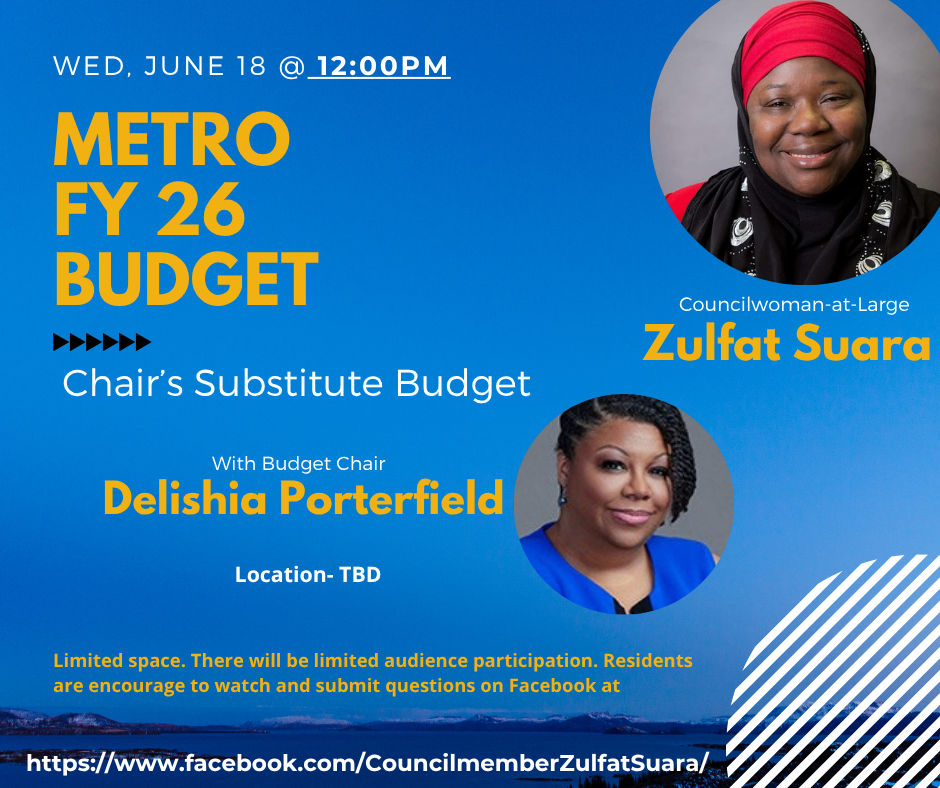 WED, JUNE 18 @ 12:00PM
METRO
FY 26
BUDGET
Councilwoman-at-Large
Zulfat Suara
Chair's Substitute Budget
With Budget Chair
Delishia Porterfield
Location- TBD
Limited space. There will be limited audience participation. Residents
are encourage to watch and submit questions on Facebook at
https://www.facebook.com/CouncilmemberZulfatSuara/